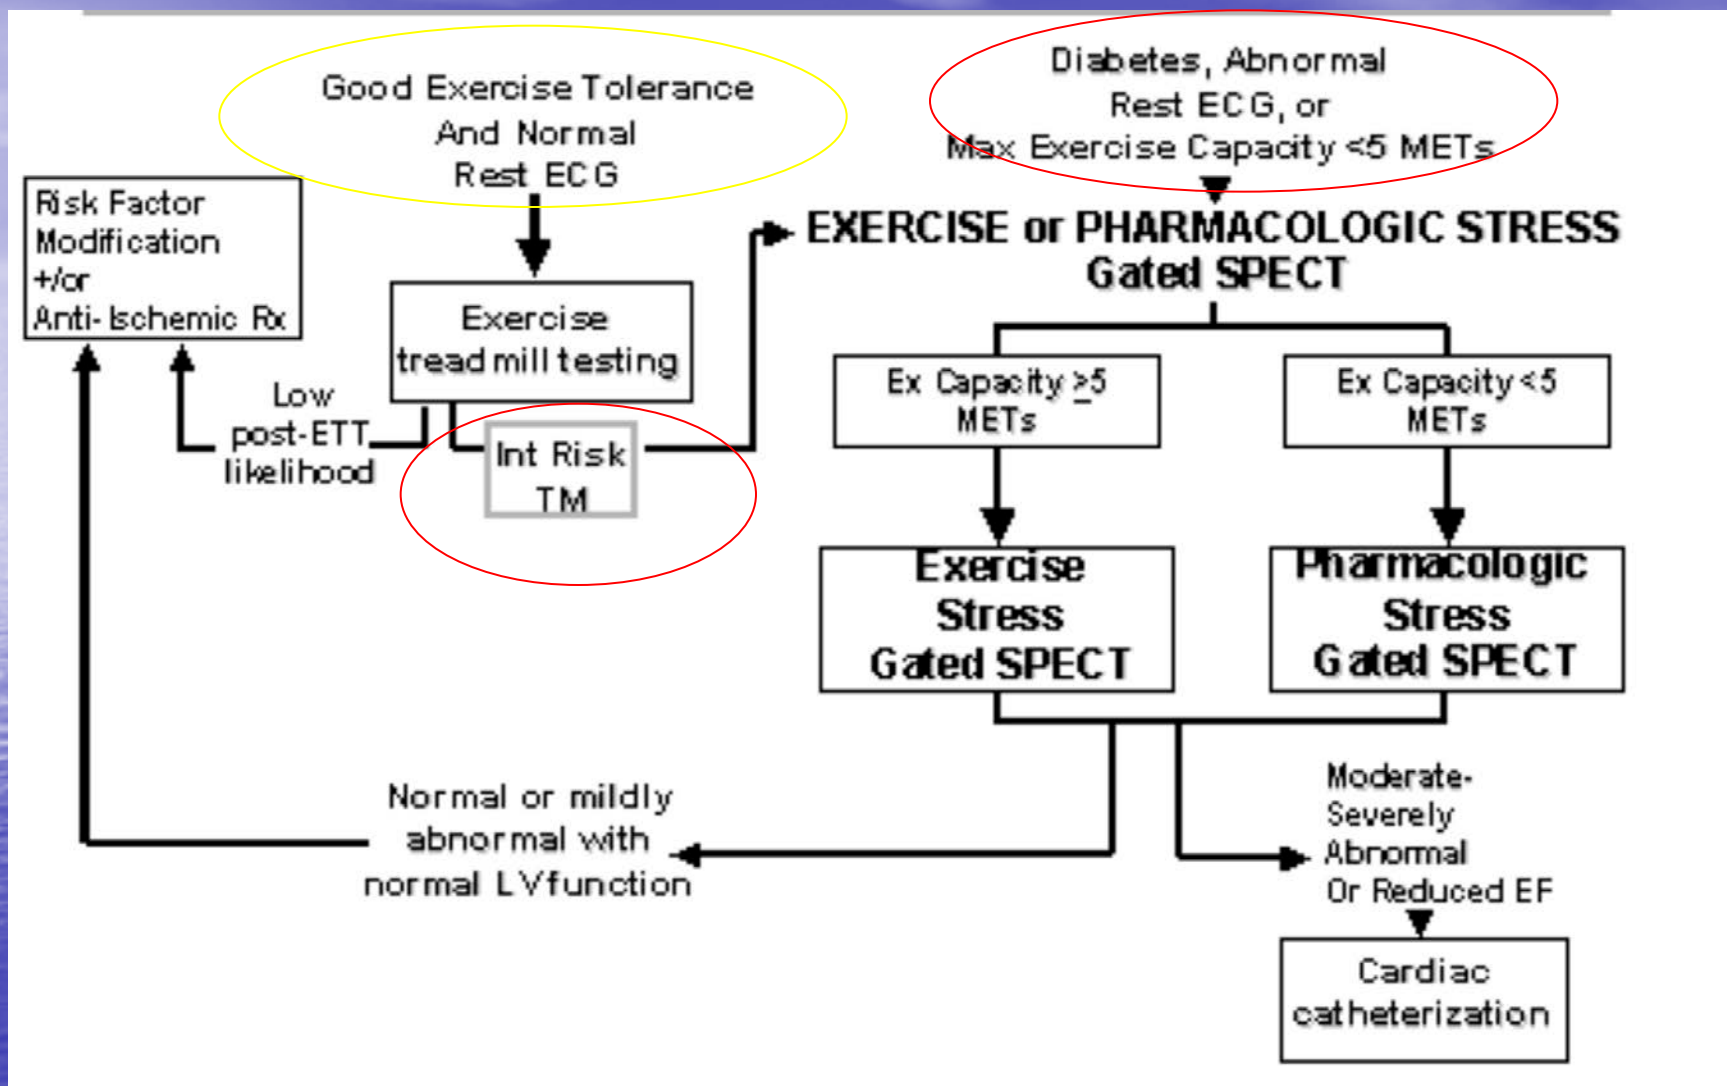 Good Exercise Tolerance
And Normal
Rest ECG
Diabetes, Abnormal
Rest ECG, or
Max Exercise Capacity <5 METs
Risk Factor
Modification
+/or
Anti-Ischemic Rx
Exercise
treadmill testing
EXERCISE or PHARMACOLOGIC STRESS
Gated SPECT
Low
post-ETT
likelihood
Int Risk
TM
Ex Capacity ≥5
METs
Ex Capacity <5
METs
Exercise
Stress
Gated SPECT
Pharmacologic
Stress
Gated SPECT
Normal or mildly
abnormal with
normal LV function
Moderate-
Severely
Abnormal
Or Reduced EF
Cardiac
catheterization